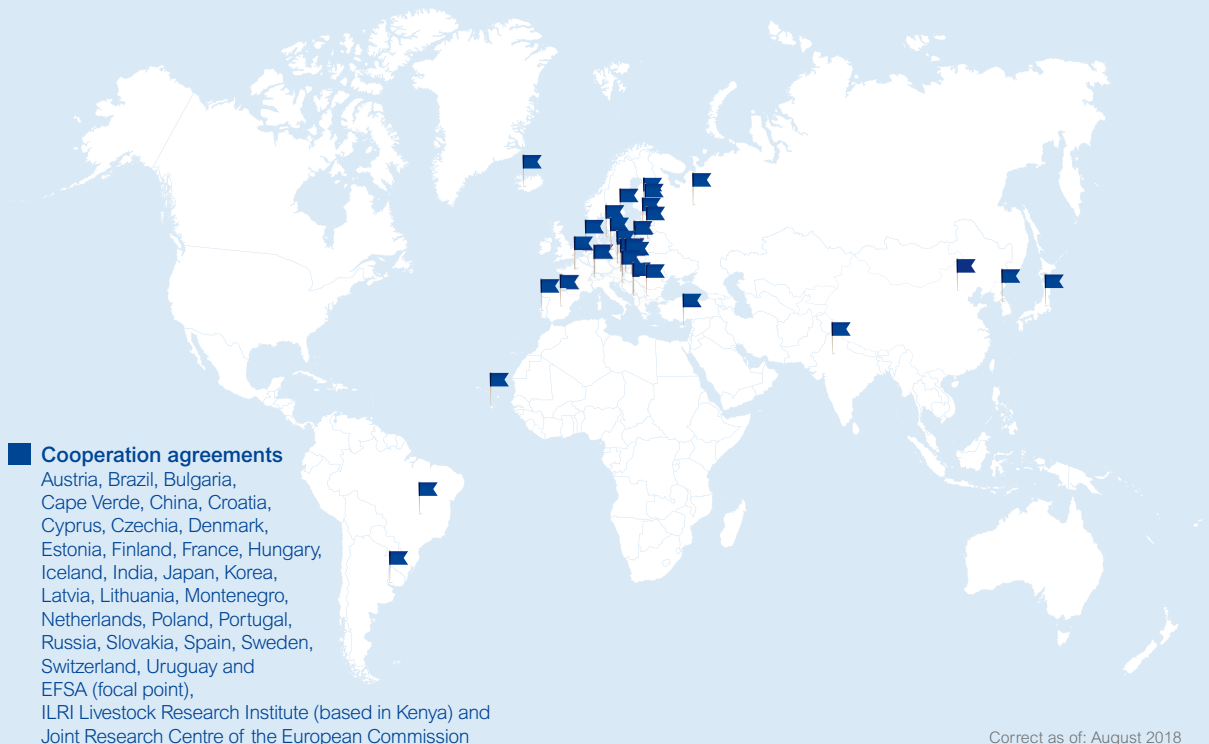 Cooperation agreements
Austria, Brazil, Bulgaria,
Cape Verde, China, Croatia,
Cyprus, Czechia, Denmark,
Estonia, Finland, France, Hungary,
Iceland, India, Japan, Korea,
Latvia, Lithuania, Montenegro,
Netherlands, Poland, Portugal,
Russia, Slovakia, Spain, Sweden,
Switzerland, Uruguay and
EFSA (focal point),
ILRI Livestock Research Institute (based in Kenya) and
Joint Research Centre of the European Commission
Correct as of: August 2018